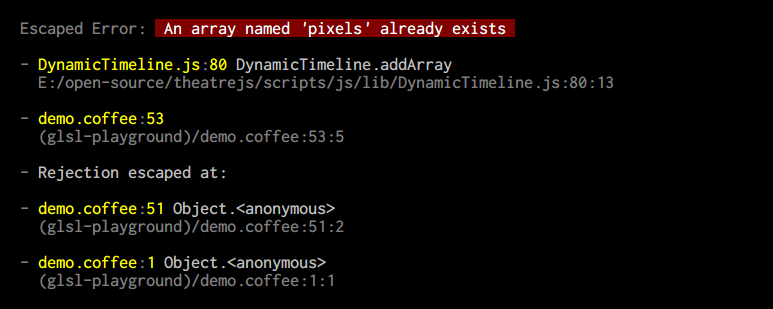 Escaped Error: An array named 'pixels' already exists
- DynamicTimeline.js:80 DynamicTimeline.addArray
E:/open-source/theatrejs/scripts/js/lib/DynamicTimeline.js:80:13
- demo.coffee:53
(glsl-playground)/demo.coffee:53:5
- Rejection escaped at:
- demo.coffee:51 Object.<anonymous>
(glsl-playground)/demo.coffee:51:2
- demo.coffee:1 Object.<anonymous>
(glsl-playground)/demo.coffee:1:1